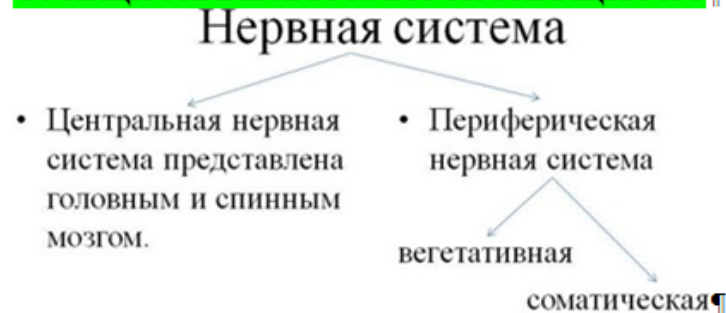 Нервная система
• Центральная нервная
система представлена
головным и спинным
мозгом.
• Периферическая
нервная система
вегетативная
соматическая¶